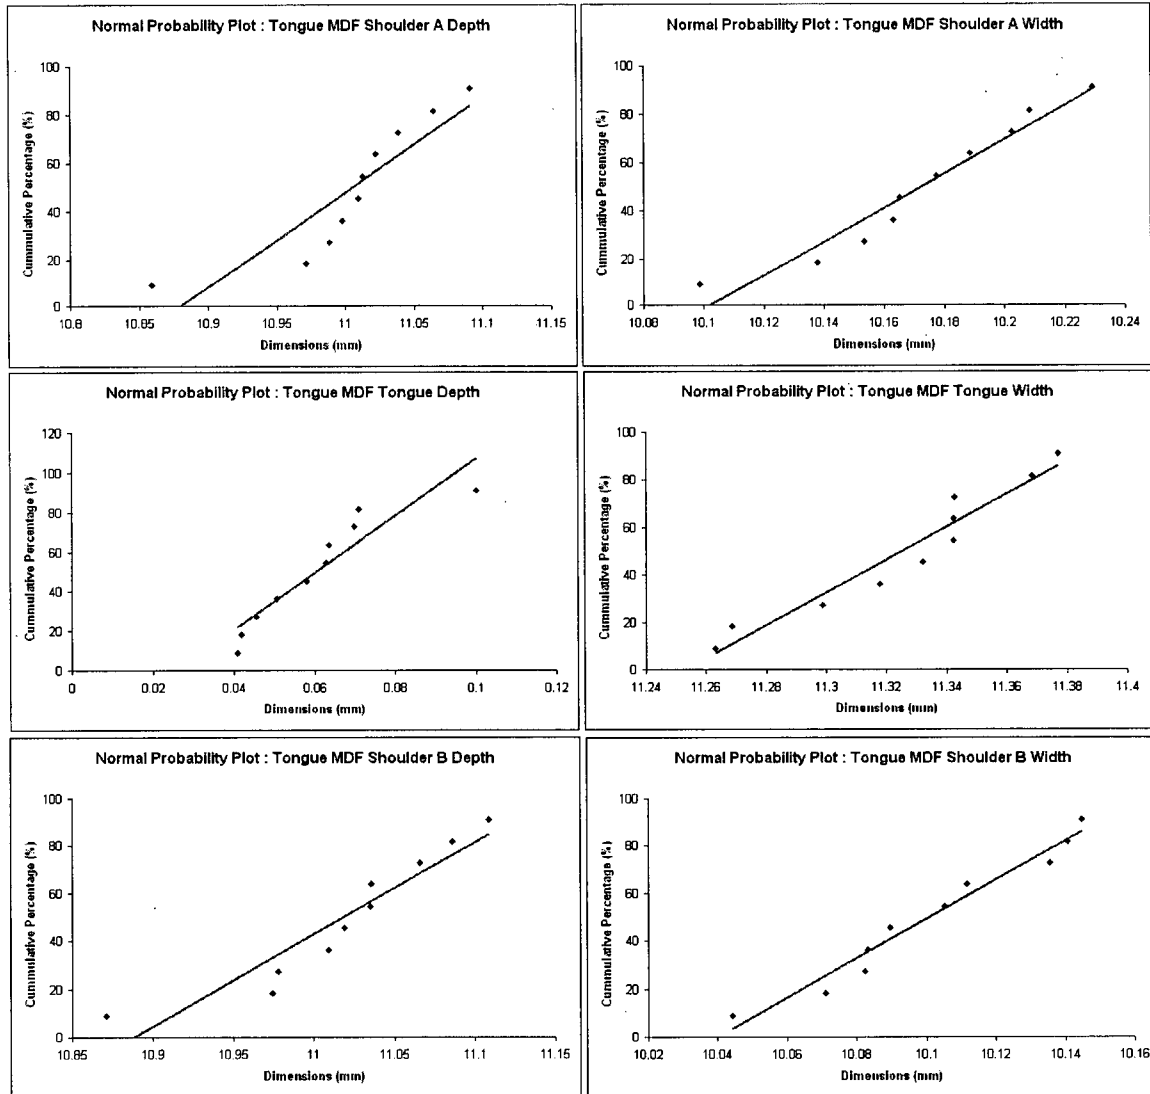 Normal Probability Plot : Tongue MDF Shoulder A Depth
Cummulative Percentage (%)
100
80
60
40
20
0
10.8 10.85 10.9 10.95 11 11.05 11.1 11.15
Dimensions (mm)
Normal Probability Plot : Tongue MDF Shoulder A Width
Cummulative Percentage (%)
100
80
60
40
20
0
10.08 10.1 10.12 10.14 10.16 10.18 10.2 10.22 10.24
Dimensions (mm)
Normal Probability Plot : Tongue MDF Tongue Depth
Cummulative Percentage (%)
120
100
80
60
40
20
0
0 0.02 0.04 0.06 0.08 0.1 0.12
Dimensions (mm)
Normal Probability Plot : Tongue MDF Tongue Width
Cummulative Percentage (%)
100
80
60
40
20
0
11.24 11.26 11.28 11.3 11.32 11.34 11.36 11.38 11.4
Dimensions (mm)
Normal Probability Plot : Tongue MDF Shoulder B Depth
Cummulative Percentage (%)
100
80
60
40
20
0
10.85 10.9 10.95 11 11.05 11.1 11.15
Dimensions (mm)
Normal Probability Plot : Tongue MDF Shoulder B Width
Cummulative Percentage (%)
100
80
60
40
20
0
10.02 10.04 10.06 10.08 10.1 10.12 10.14 10.16
Dimensions (mm)